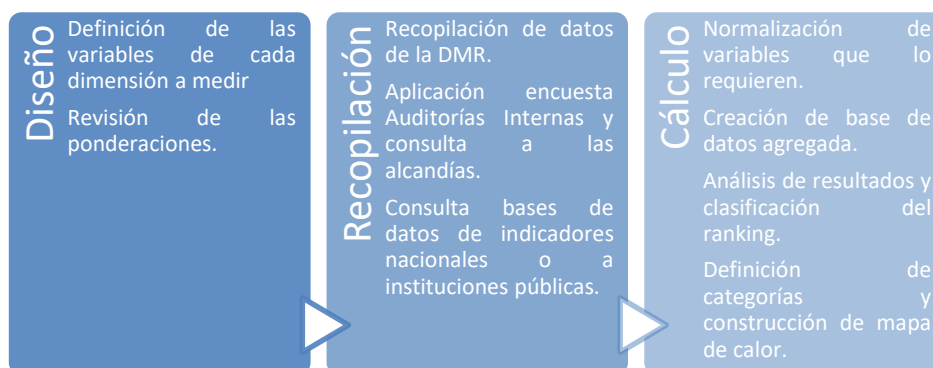 Diseño
Definición de las
variables de cada
dimensión a medir
Revisión de las
ponderaciones.
Recopilación
Recopilación de datos
de la DMR.
Aplicación encuesta
Auditorías Internas y
consulta a las
alcandías.
Consulta bases de
datos de indicadores
nacionales o a
instituciones públicas.
Cálculo
Normalización de
variables que lo
requieren.
Creación de base de
datos agregada.
Análisis de resultados y
clasificación del
ranking.
Definición de
categorías y
construcción de mapa
de calor.